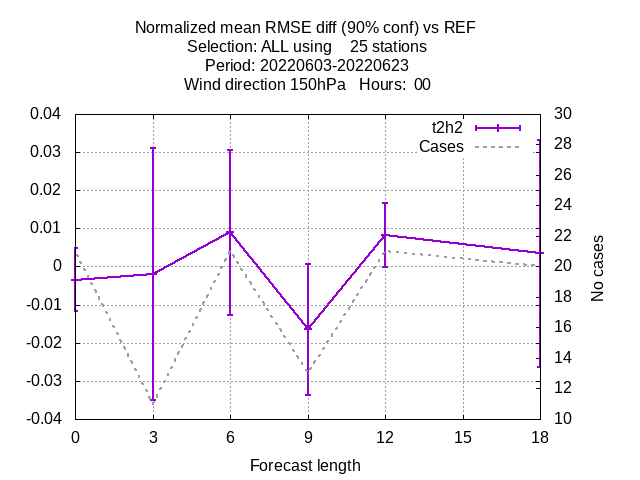 Normalized mean RMSE diff (90% conf) vs REF
Selection: ALL using    25 stations
Period: 20220603-20220623
Wind direction 150hPa   Hours:  00
0.04
0.03
0.02
0.01
0
-0.01
-0.02
-0.03
-0.04
t2h2
Cases
30
28
26
24
22
20
18
16
14
12
10
No cases
0 3 6 9 12 15 18
Forecast length